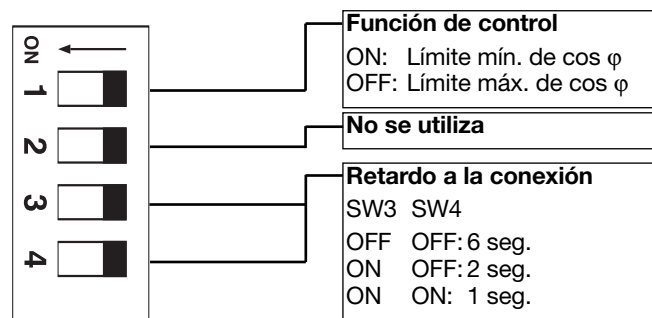 ON
1
2
3
4
Función de control
ON: Límite mín. de cos φ
OFF: Límite máx. de cos φ
No se utiliza
Retardo a la conexión
SW3 SW4
OFF OFF: 6 seg.
ON OFF: 2 seg.
ON ON: 1 seg.